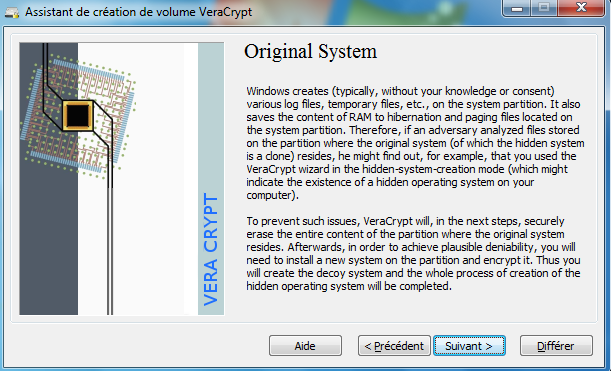 Assistant de création de volume VeraCrypt
Original System
Windows creates (typically, without your knowledge or consent)
various log files, temporary files, etc., on the system partition. It also
saves the content of RAM to hibernation and paging files located on
the system partition. Therefore, if an adversary analyzed files stored
on the partition where the original system (of which the hidden system
is a clone) resides, he might find out, for example, that you used the
VeraCrypt wizard in the hidden-system-creation mode (which might
indicate the existence of a hidden operating system on your
computer).
To prevent such issues, VeraCrypt will, in the next steps, securely
erase the entire content of the partition where the original system
resides. Afterwards, in order to achieve plausible deniability, you will
need to install a new system on the partition and encrypt it. Thus you
will create the decoy system and the whole process of creation of the
hidden operating system will be completed.
VERA CRYPT
Aide
< Précédent
Suivant >
Différer